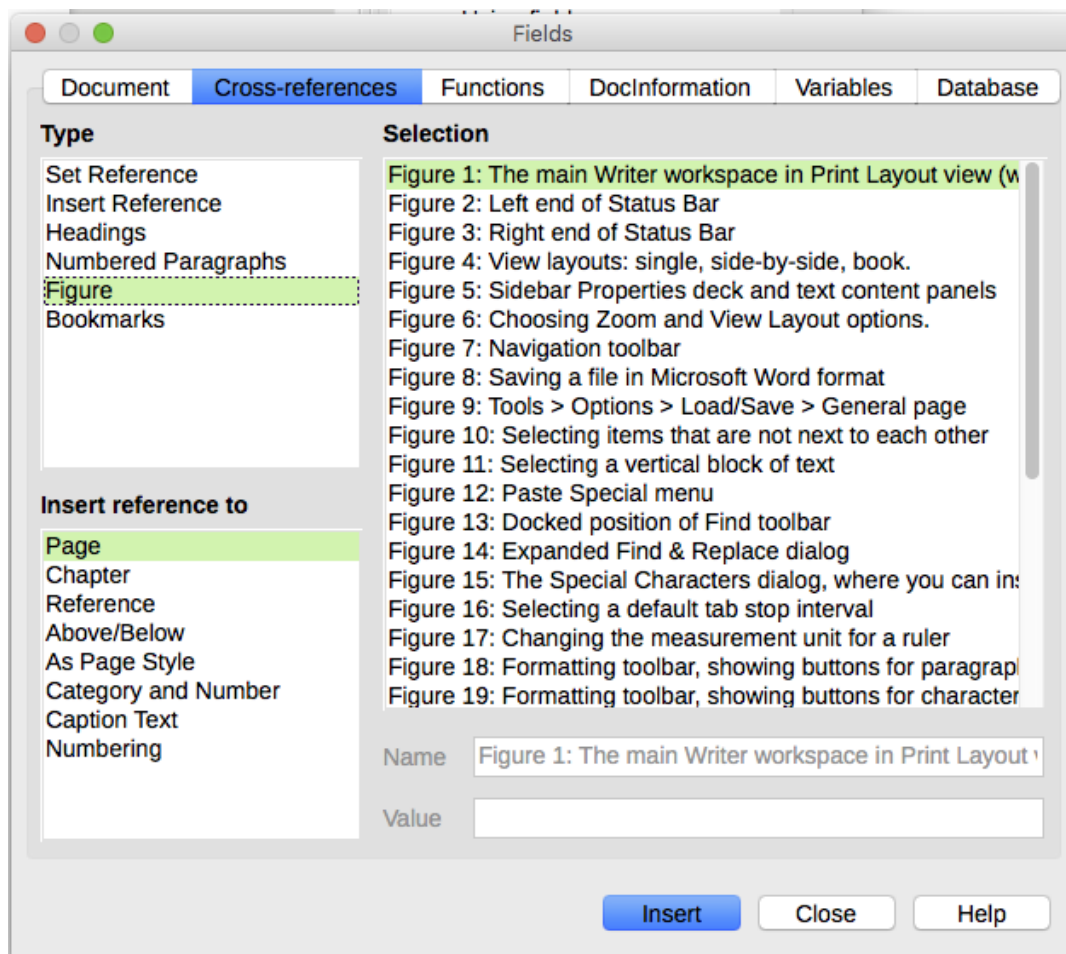 Fields
Document Cross-references Functions DocInformation Variables Database
Type
Set Reference
Insert Reference
Headings
Numbered Paragraphs
Figure
Bookmarks
Insert reference to
Page
Chapter
Reference
Above/Below
As Page Style
Category and Number
Caption Text
Numbering
Selection
Figure 1: The main Writer workspace in Print Layout view (w
Figure 2: Left end of Status Bar
Figure 3: Right end of Status Bar
Figure 4: View layouts: single, side-by-side, book.
Figure 5: Sidebar Properties deck and text content panels
Figure 6: Choosing Zoom and View Layout options.
Figure 7: Navigation toolbar
Figure 8: Saving a file in Microsoft Word format
Figure 9: Tools > Options > Load/Save > General page
Figure 10: Selecting items that are not next to each other
Figure 11: Selecting a vertical block of text
Figure 12: Paste Special menu
Figure 13: Docked position of Find toolbar
Figure 14: Expanded Find & Replace dialog
Figure 15: The Special Characters dialog, where you can ins
Figure 16: Selecting a default tab stop interval
Figure 17: Changing the measurement unit for a ruler
Figure 18: Formatting toolbar, showing buttons for paragrap
Figure 19: Formatting toolbar, showing buttons for character
Name Figure 1: The main Writer workspace in Print Layout
Value
Insert Close Help